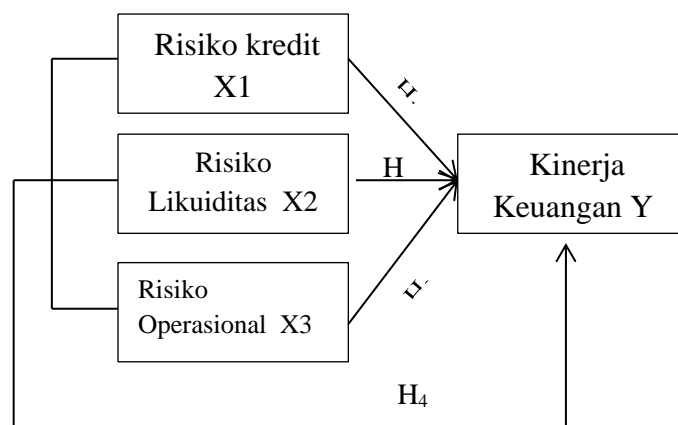 Risiko kredit
X1
Risiko
Likuiditas X2
H
Kinerja
Keuangan Y
Risiko
Operasional X3
H₄